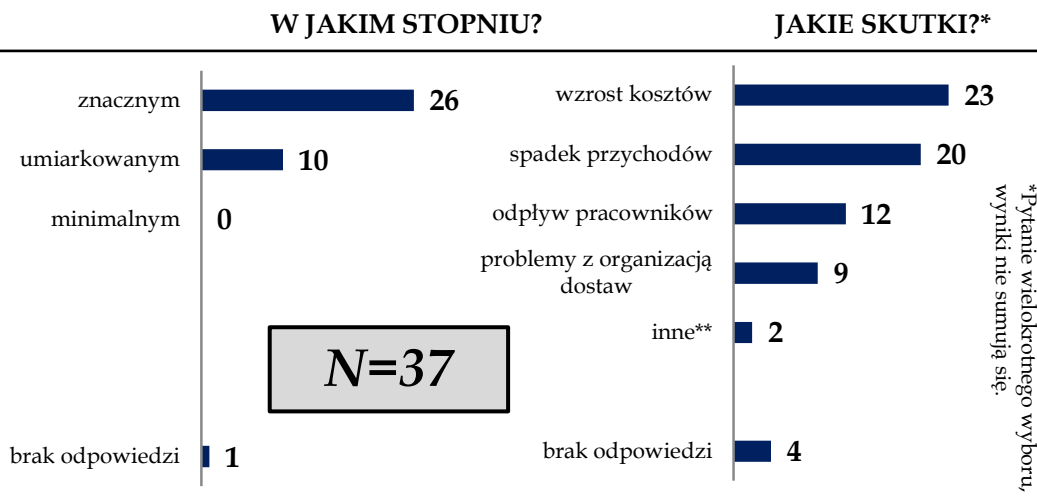 W JAKIM STOPNIU?
znacznym 26
umiarkowanym 10
minimalnym 0
N=37
brak odpowiedzi 1
JAKIE SKUTKI?*
wzrost kosztów 23
spadek przychodów 20
odpływ pracowników 12
problemy z organizacją
dostaw 9
inne** 2
brak odpowiedzi 4
*Pytanie wielokrotnego wyboru,
wyniki nie sumują się.